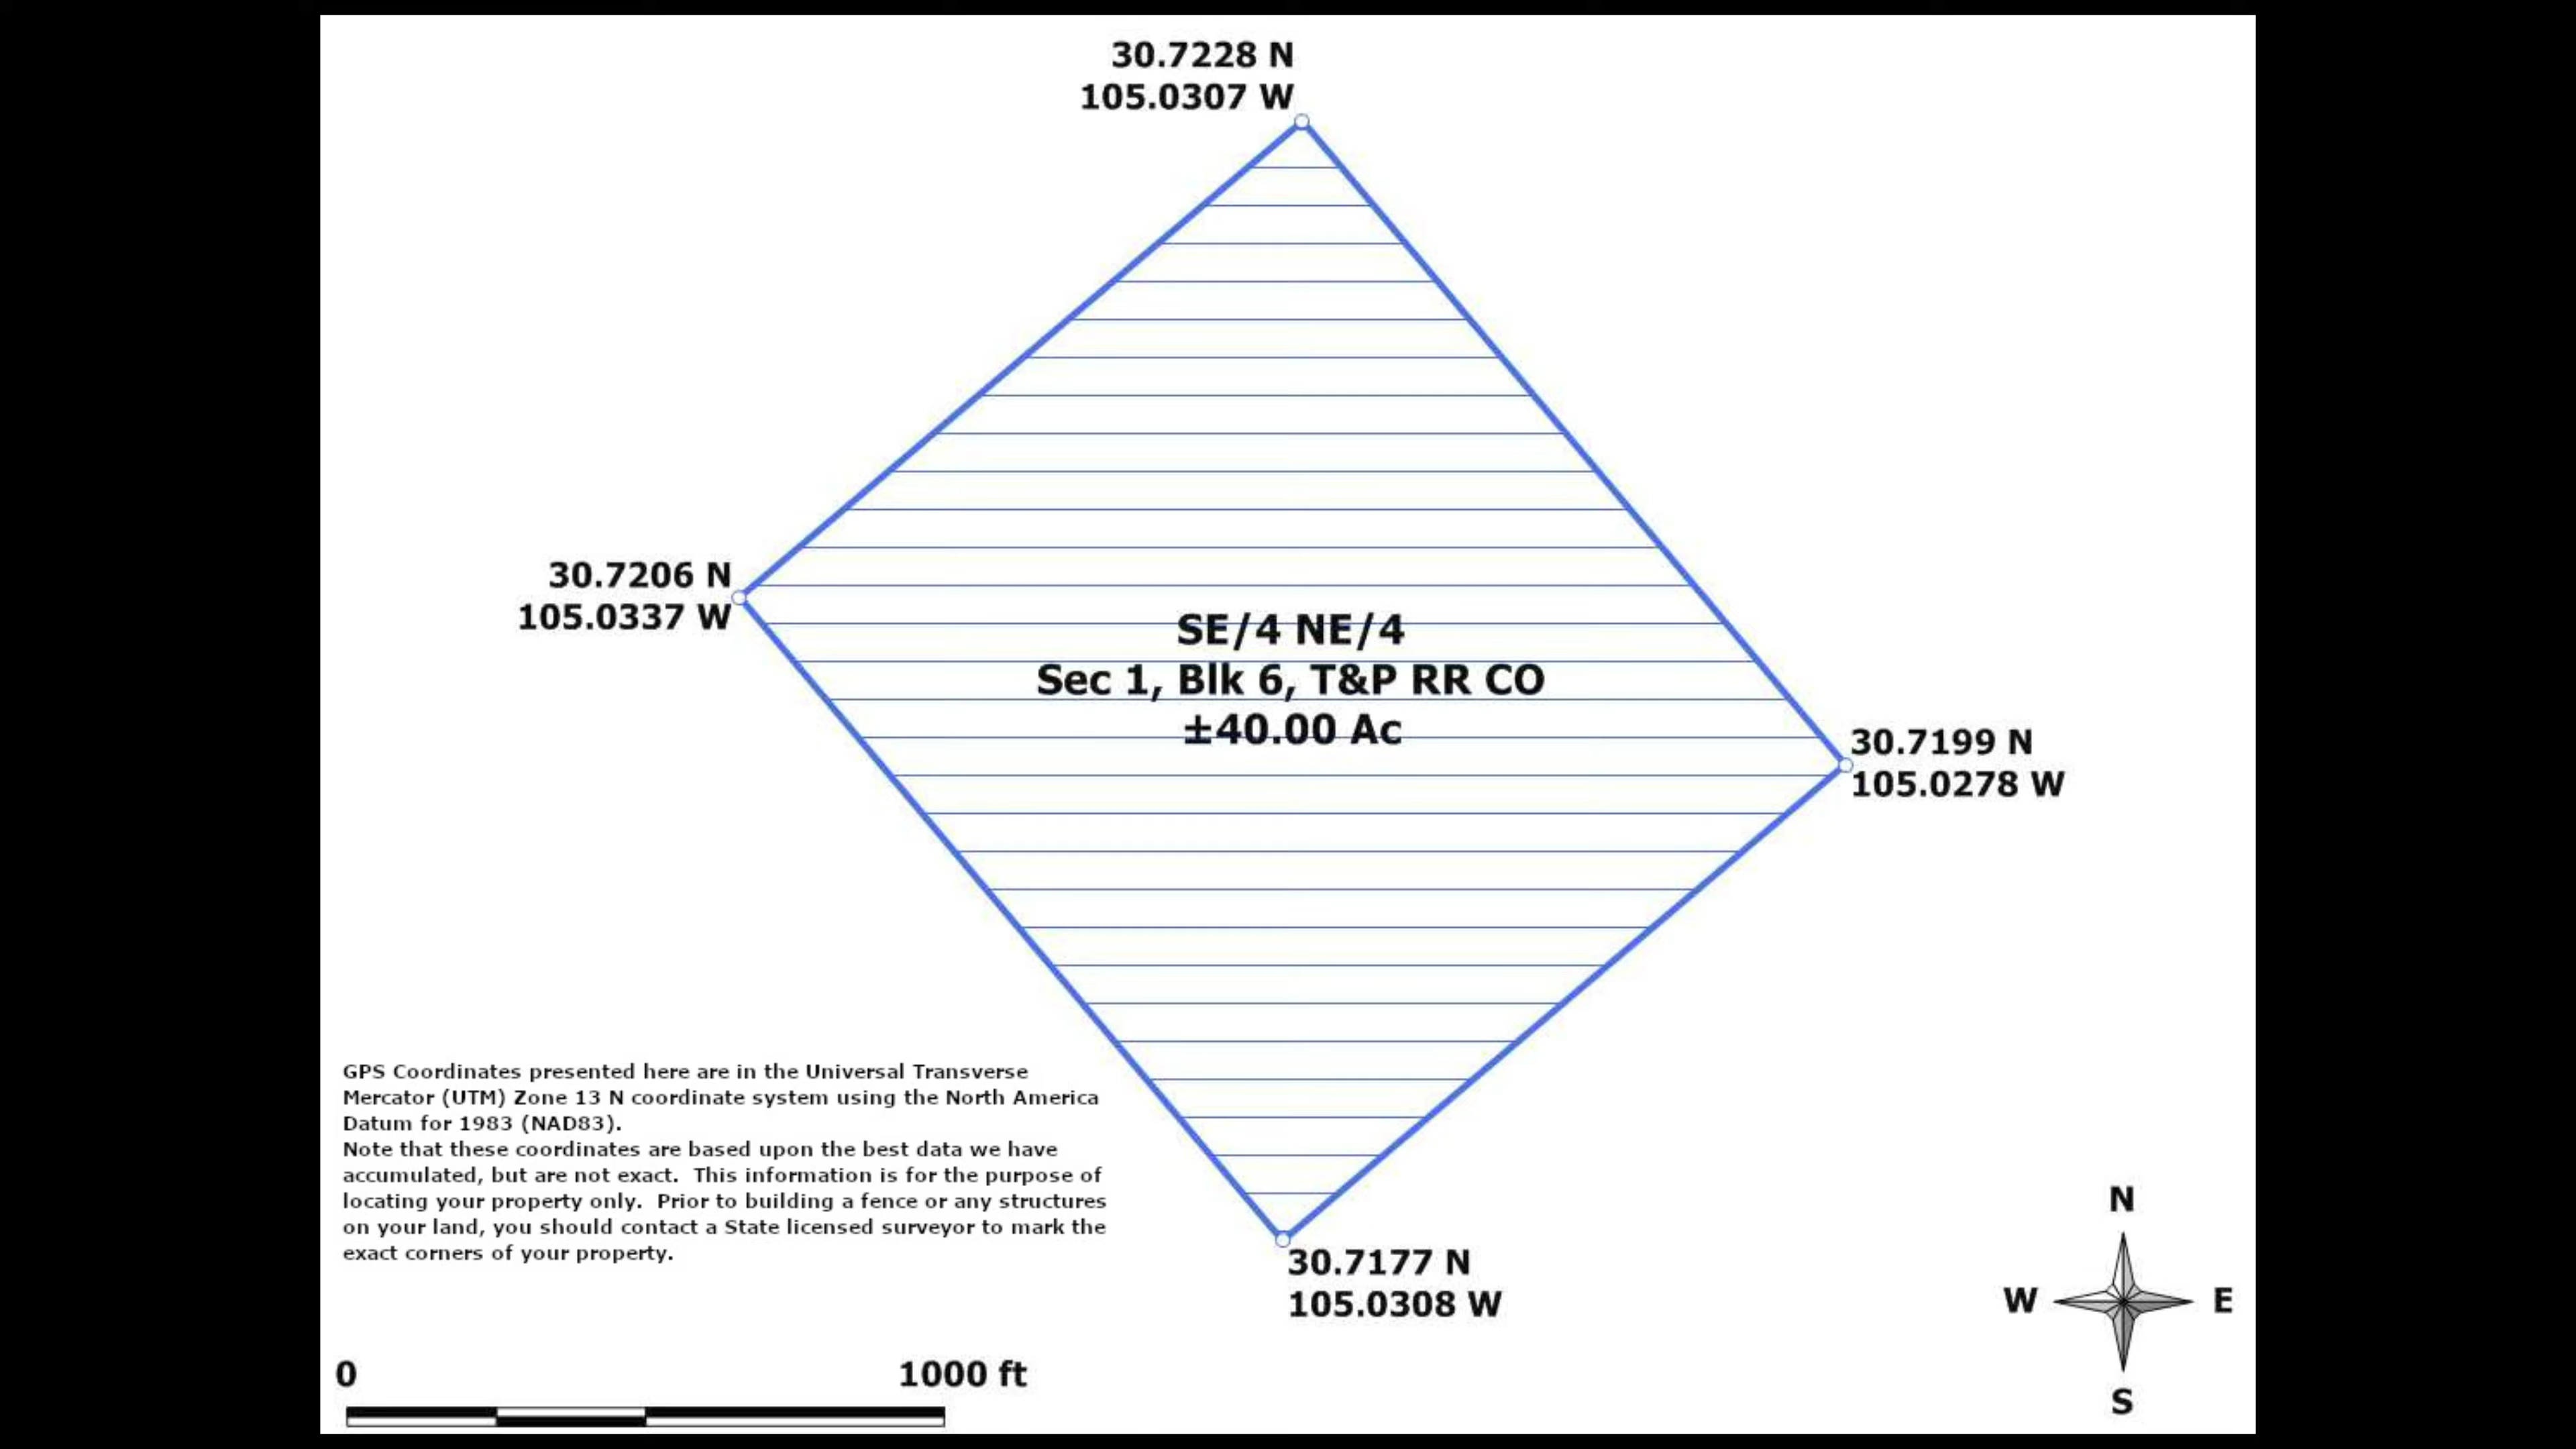 30.7228 N
105.0307 W
30.7206 N
105.0337 W
SE/4 NE/4
Sec 1, Blk 6, T&P RR CO
±40.00 Ac
30.7199 N
105.0278 W
GPS Coordinates presented here are in the Universal Transverse
Mercator (UTM) Zone 13 N coordinate system using the North America
Datum for 1983 (NAD83).
Note that these coordinates are based upon the best data we have
accumulated, but are not exact.  This information is for the purpose of
locating your property only.  Prior to building a fence or any structures
on your land, you should contact a State licensed surveyor to mark the
exact corners of your property.
30.7177 N
105.0308 W
N
W E
S
0 1000 ft